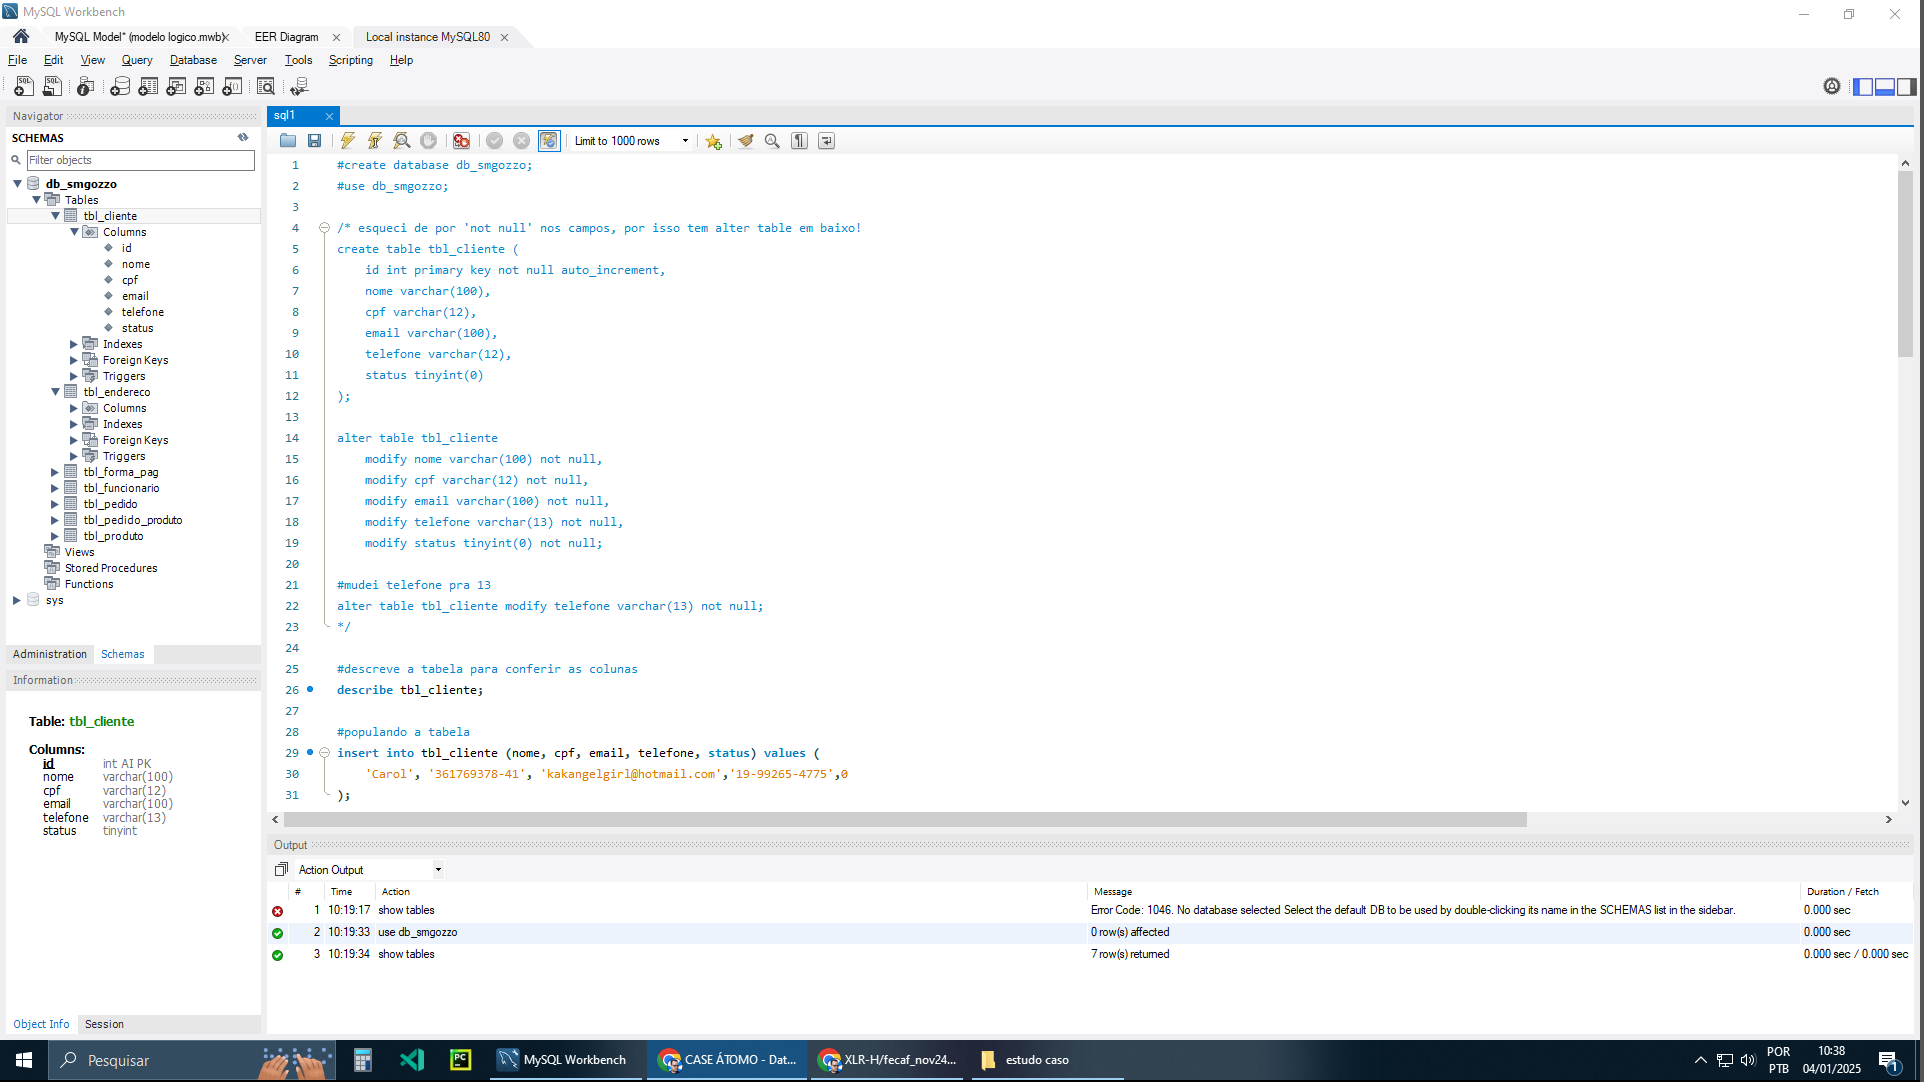 MySQL Workbench
MySQL Model* (modelo logico.mwb)
EER Diagram
Local instance MySQL80
File Edit View Query Database Server Tools Scripting Help
Navigator
SCHEMAS
Filter objects
db_smgozzo
Tables
tbl_cliente
Columns
id
nome
cpf
email
telefone
status
Indexes
Foreign Keys
Triggers
tbl_endereco
Columns
Indexes
Foreign Keys
Triggers
tbl_forma_pag
tbl_funcionario
tbl_pedido
tbl_pedido_produto
tbl_produto
Views
Stored Procedures
Functions
sys
Administration Schemas
Information
Table: tbl_cliente
Columns:
id int AI PK
nome varchar(100)
cpf varchar(12)
email varchar(100)
telefone varchar(13)
status tinyint
Object Info Session
sql1
Limit to 1000 rows
1 #create database db_smgozzo;
2 #use db_smgozzo;
3
4 /* esqueci de por 'not null' nos campos, por isso tem alter table em baixo!
5 create table tbl_cliente (
6 id int primary key not null auto_increment,
7 nome varchar(100),
8 cpf varchar(12),
9 email varchar(100),
10 telefone varchar(12),
11 status tinyint(0)
12 );
13
14 alter table tbl_cliente
15 modify nome varchar(100) not null,
16 modify cpf varchar(12) not null,
17 modify email varchar(100) not null,
18 modify telefone varchar(13) not null,
19 modify status tinyint(0) not null;
20
21 #mudei telefone pra 13
22 alter table tbl_cliente modify telefone varchar(13) not null;
23 */
24
25 #descreve a tabela para conferir as colunas
26 describe tbl_cliente;
27
28 #populando a tabela
29 insert into tbl_cliente (nome, cpf, email, telefone, status) values (
30 'Carol', '361769378-41', 'kakangelgirl@hotmail.com','19-99265-4775',0
31 );
Output
Action Output
# Time Action Message Duration / Fetch
1 10:19:17 show tables Error Code: 1046. No database selected Select the default DB to be used by double-clicking its name in the SCHEMAS list in the sidebar. 0.000 sec
2 10:19:33 use db_smgozzo 0 row(s) affected 0.000 sec
3 10:19:34 show tables 7 row(s) returned 0.000 sec / 0.000 sec
Pesquisar
MySQL Workbench
CASE ÁTOMO - Dat...
XLR-H/fecaf_nov24...
estudo caso
POR
PTB
10:38
04/01/2025
1